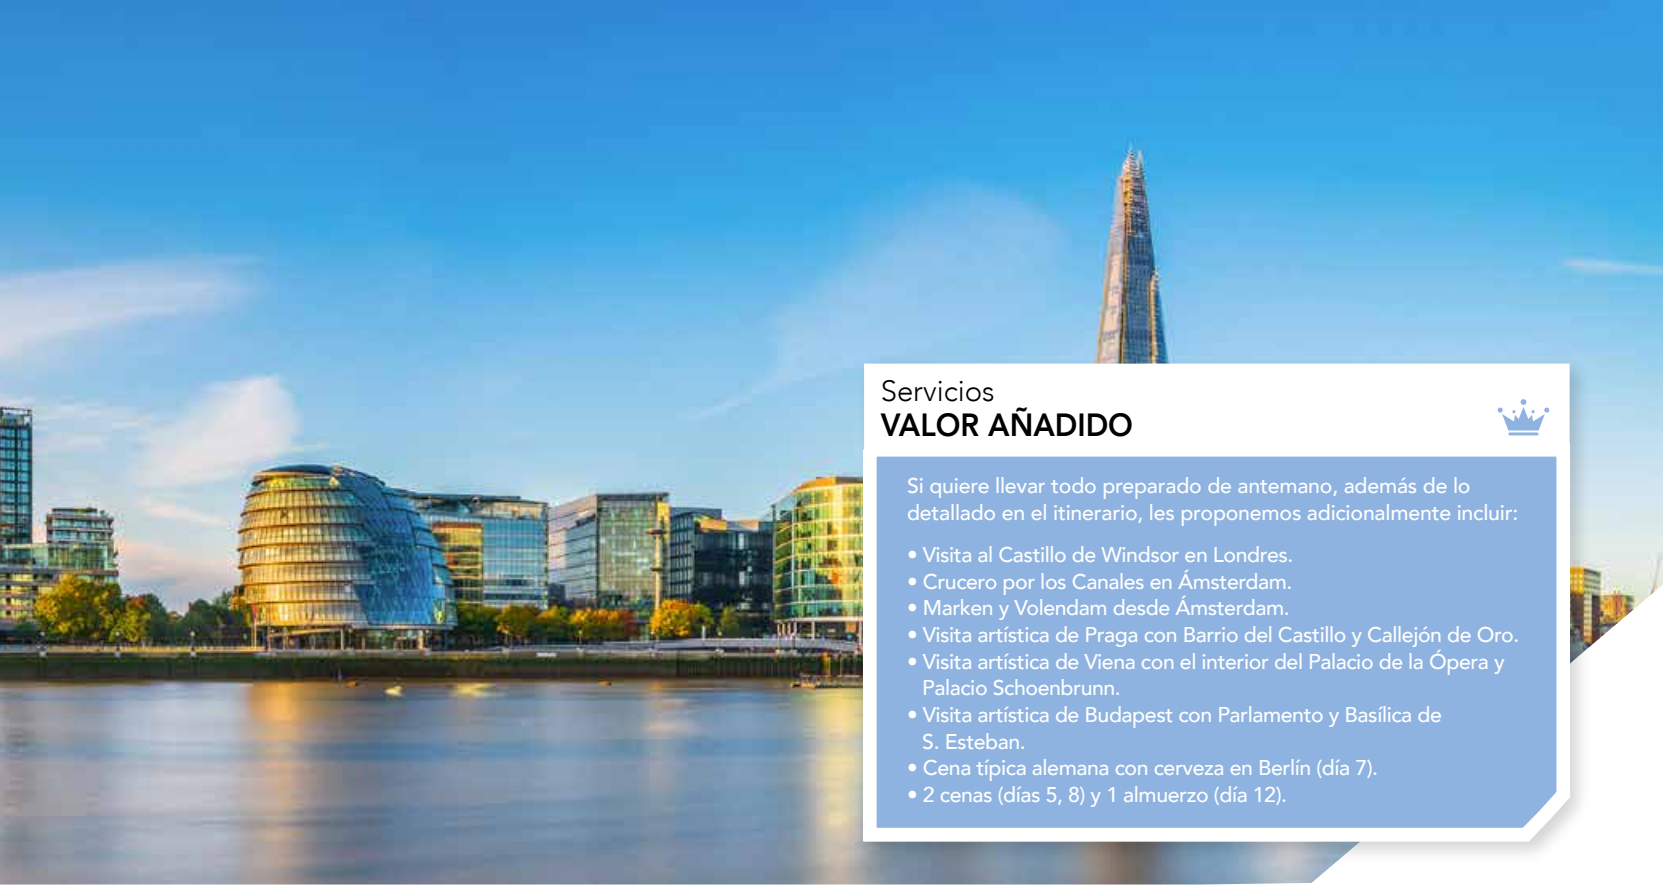 Servicios
VALOR AÑADIDO
Si quiere llevar todo preparado de antemano, además de lo
detallado en el itinerario, les proponemos adicionalmente incluir:
• Visita al Castillo de Windsor en Londres.
• Crucero por los Canales en Ámsterdam.
• Marken y Volendam desde Ámsterdam.
• Visita artística de Praga con Barrio del Castillo y Callejón de Oro.
• Visita artística de Viena con el interior del Palacio de la Ópera y
Palacio Schoenbrunn.
• Visita artística de Budapest con Parlamento y Basílica de
S. Esteban.
• Cena típica alemana con cerveza en Berlín (día 7).
• 2 cenas (días 5, 8) y 1 almuerzo (día 12).